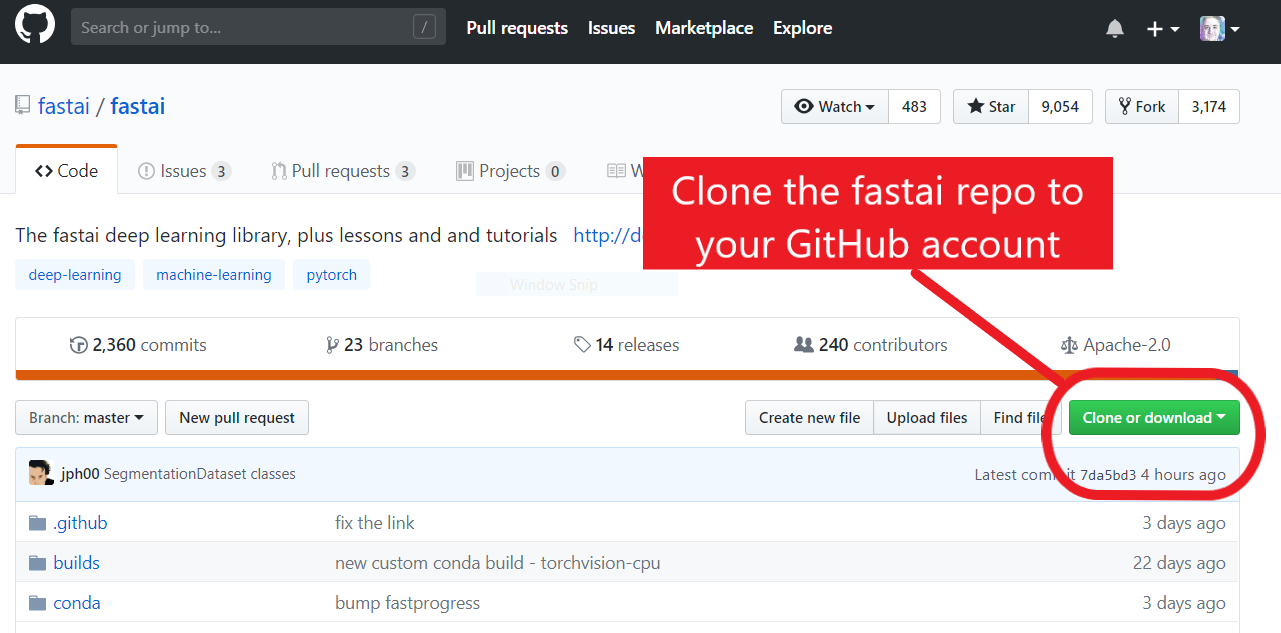 Search or jump to... / Pull requests Issues Marketplace Explore
fastai / fastai Watch 483 Star 9,054 Fork 3,174
Code Issues 3 Pull requests 3 Projects 0 W
Clone the fastai repo to
your GitHub account
The fastai deep learning library, plus lessons and and tutorials http://d
deep-learning machine-learning pytorch
Window Snip
2,360 commits 23 branches 14 releases 240 contributors Apache-2.0
Branch: master New pull request Create new file Upload files Find file Clone or download
jph00 SegmentationDataset classes Latest commit 7da5bd3 4 hours ago
.github fix the link 3 days ago
builds new custom conda build - torchvision-cpu 22 days ago
conda bump fastprogress 3 days ago